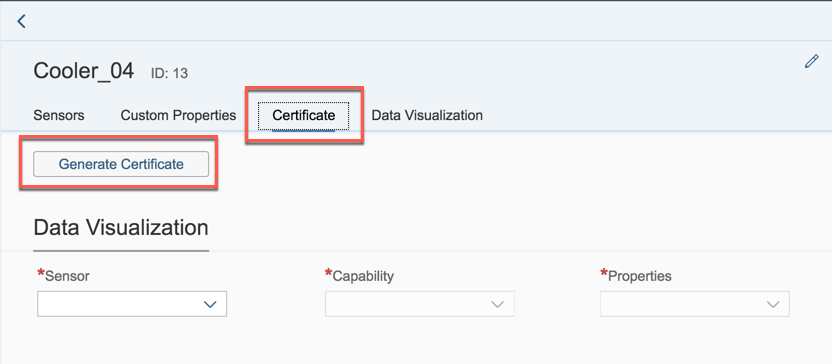 Cooler_04 ID: 13
Sensors Custom Properties Certificate Data Visualization
Generate Certificate
Data Visualization
*Sensor *Capability *Properties